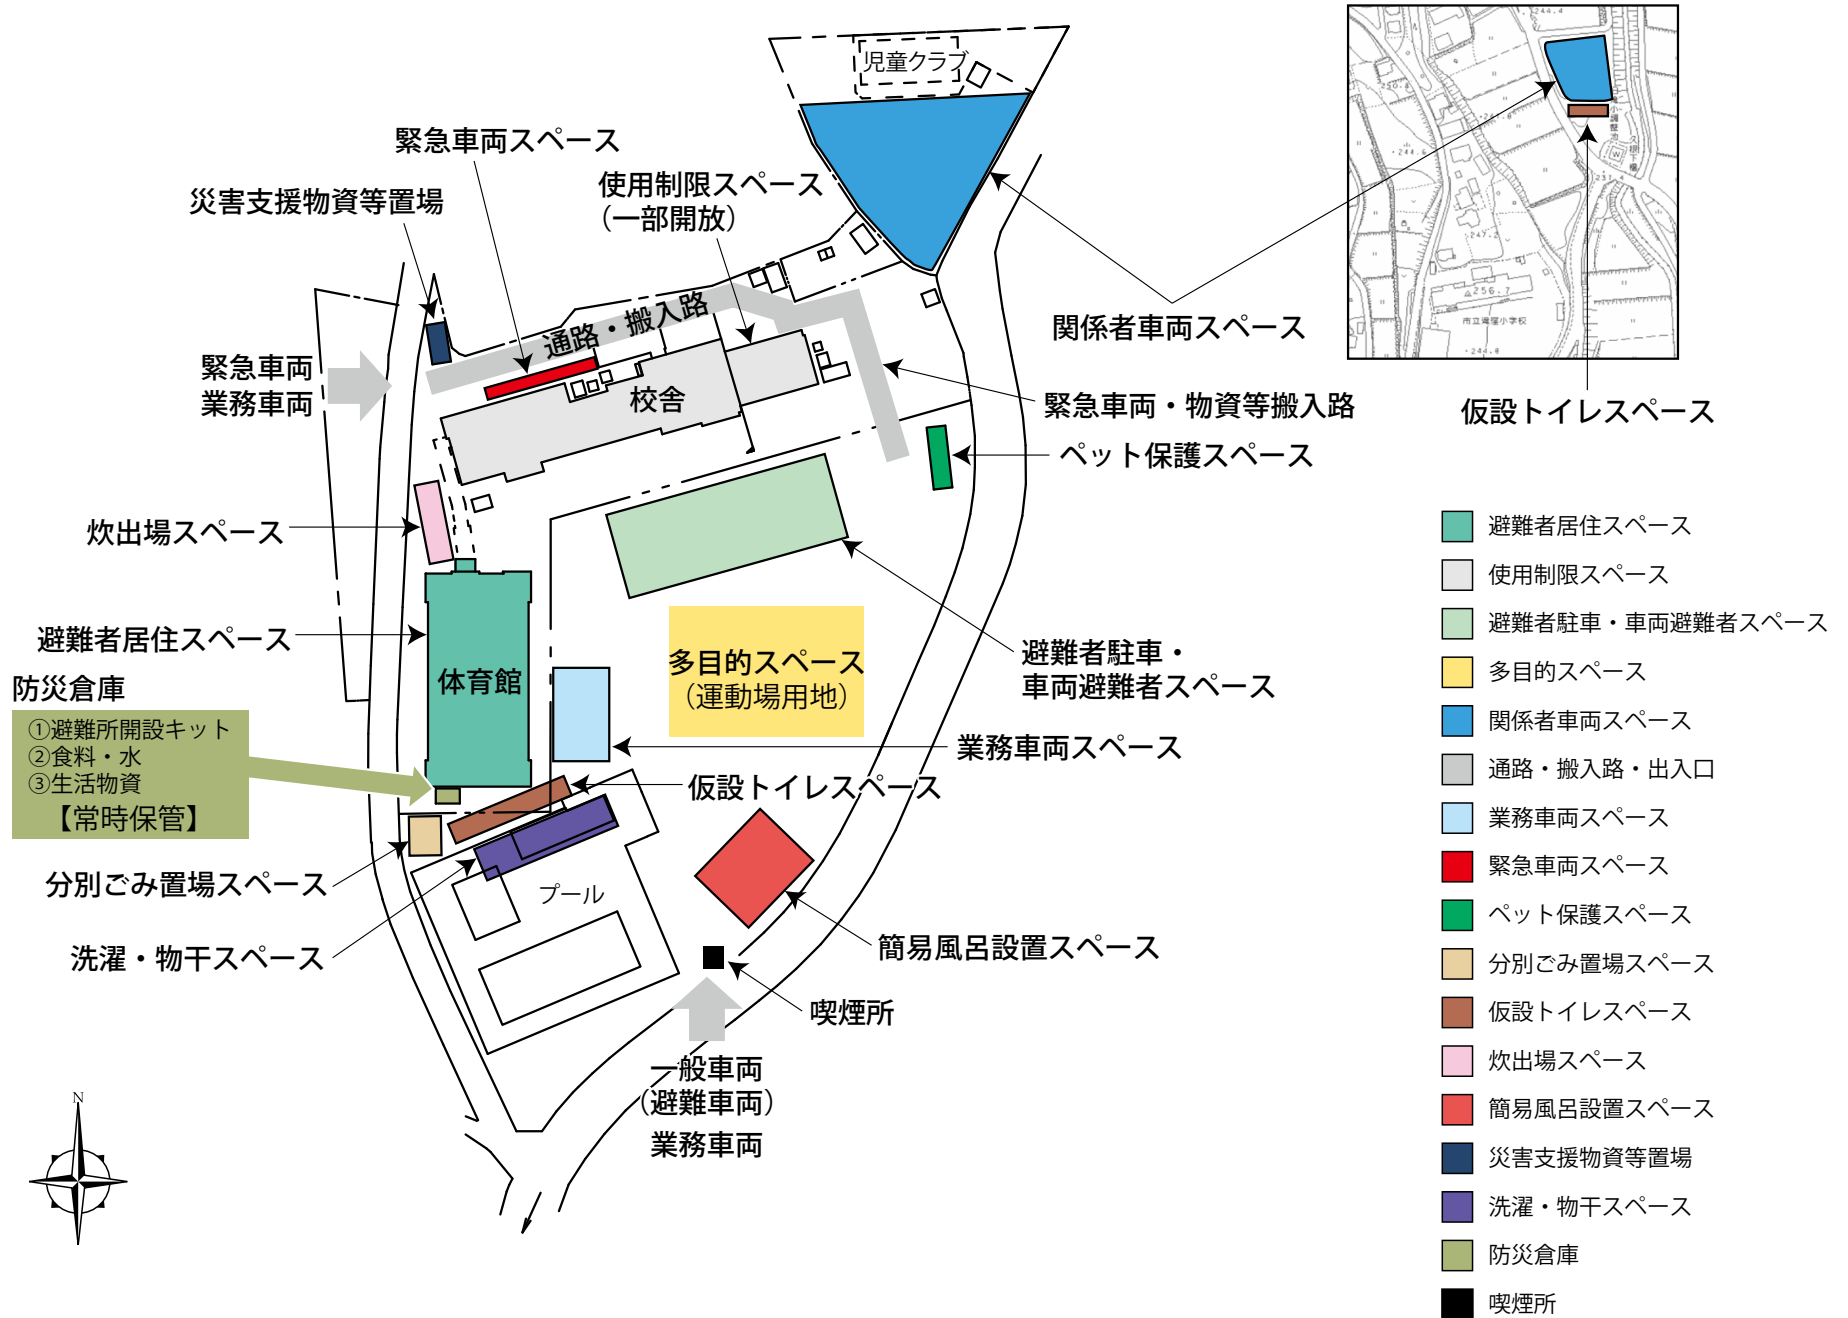 児童クラブ
緊急車両スペース
使用制限スペース
（一部開放）
災害支援物資等置場
通路・搬入路
緊急車両
業務車両
校舎
関係者車両スペース
緊急車両・物資等搬入路
ペット保護スペース
仮設トイレスペース
市立滝窪小学校
256.7
244.6
247.2
244.0
237.4
244.4
炊出場スペース
避難者居住スペース
体育館
防災倉庫
①避難所開設キット
②食料・水
③生活物資
【常時保管】
多目的スペース
（運動場用地）
避難者駐車・
車両避難者スペース
業務車両スペース
仮設トイレスペース
分別ごみ置場スペース
洗濯・物干スペース
プール
簡易風呂設置スペース
喫煙所
一般車両
（避難車両）
業務車両
N
避難者居住スペース
使用制限スペース
避難者駐車・車両避難者スペース
多目的スペース
関係者車両スペース
通路・搬入路・出入口
業務車両スペース
緊急車両スペース
ペット保護スペース
分別ごみ置場スペース
仮設トイレスペース
炊出場スペース
簡易風呂設置スペース
災害支援物資等置場
洗濯・物干スペース
防災倉庫
喫煙所